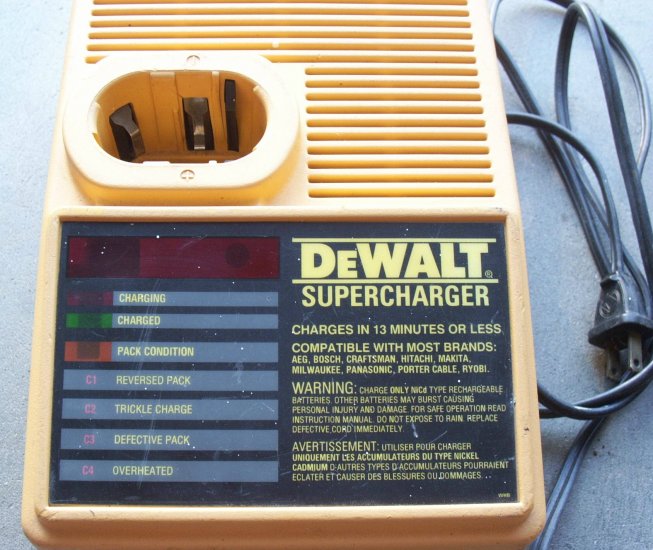 CHARGING
CHARGED
PACK CONDITION
C1 REVERSED PACK
C2 TRICKLE CHARGE
C3 DEFECTIVE PACK
C4 OVERHEATED
DEWALT®
SUPERCHARGER
CHARGES IN 13 MINUTES OR LESS
COMPATIBLE WITH MOST BRANDS:
AEG, BOSCH, CRAFTSMAN, HITACHI, MAKITA,
MILWAUKEE, PANASONIC, PORTER CABLE, RYOBI.
WARNING: CHARGE ONLY NICd TYPE RECHARGEABLE
BATTERIES. OTHER BATTERIES MAY BURST CAUSING
PERSONAL INJURY AND DAMAGE. FOR SAFE OPERATION READ
INSTRUCTION MANUAL. DO NOT EXPOSE TO RAIN. REPLACE
DEFECTIVE CORD IMMEDIATELY.
AVERTISSEMENT: UTILISER POUR CHARGER
UNIQUEMENT LES ACCUMULATEURS DU TYPE NICKEL
CADMIUM D-AUTRES TYPES D'ACCUMULATEURS POURRAIENT
ECLATER ET CAUSER DES BLESSURES OU DOMMAGES.